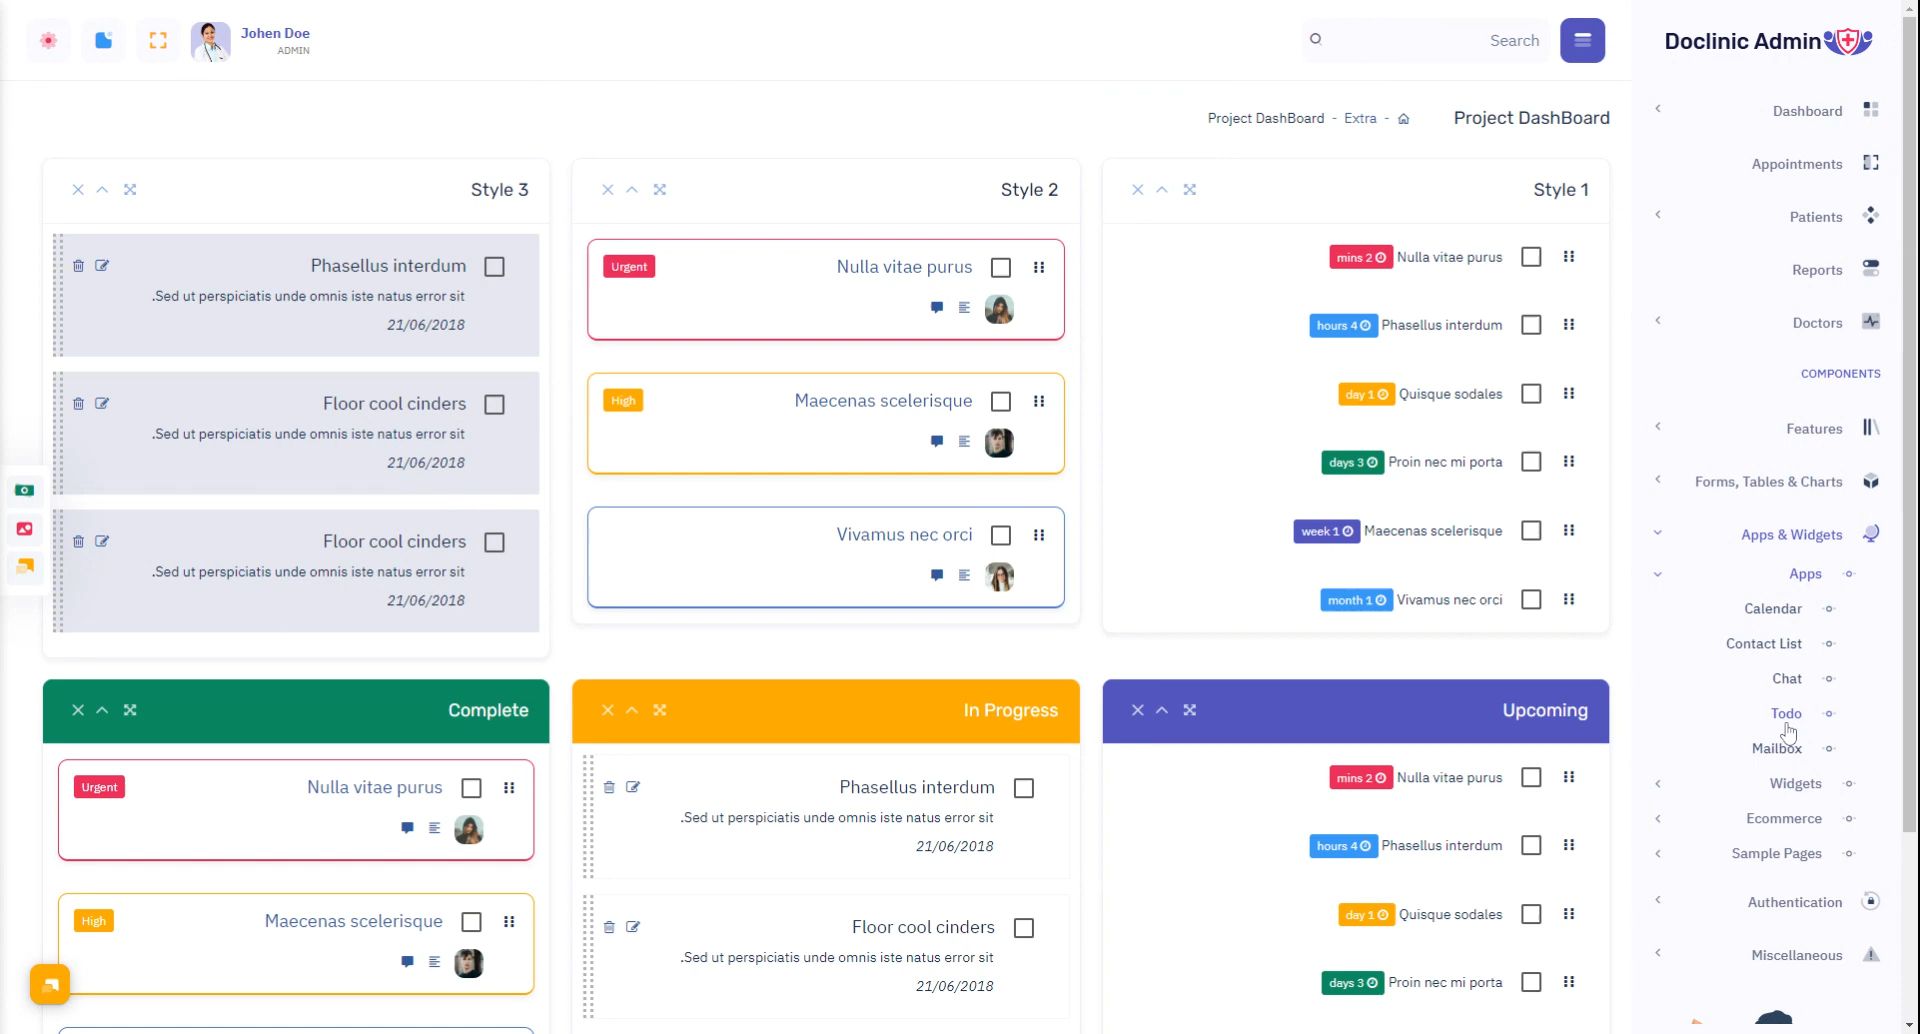 Johen Doe
ADMIN
Search
Doclinic Admin
Project DashBoard - Extra -
Project DashBoard
Dashboard
Appointments
Patients
Reports
Doctors
COMPONENTS
Features
Forms, Tables & Charts
Apps & Widgets
Apps
Calendar
Contact List
Chat
Todo
Mailbox
Widgets
Ecommerce
Sample Pages
Authentication
Miscellaneous
Style 3
Phasellus interdum
.Sed ut perspiciatis unde omnis iste natus error sit
21/06/2018
Floor cool cinders
.Sed ut perspiciatis unde omnis iste natus error sit
21/06/2018
Floor cool cinders
.Sed ut perspiciatis unde omnis iste natus error sit
21/06/2018
Style 2
Urgent Nulla vitae purus
High Maecenas scelerisque
Vivamus nec orci
Style 1
mins 2 Nulla vitae purus
hours 4 Phasellus interdum
day 1 Quisque sodales
days 3 Proin nec mi porta
week 1 Maecenas scelerisque
month 1 Vivamus nec orci
Complete
Urgent Nulla vitae purus
High Maecenas scelerisque
In Progress
Phasellus interdum
.Sed ut perspiciatis unde omnis iste natus error sit
21/06/2018
Floor cool cinders
.Sed ut perspiciatis unde omnis iste natus error sit
21/06/2018
Upcoming
mins 2 Nulla vitae purus
hours 4 Phasellus interdum
day 1 Quisque sodales
days 3 Proin nec mi porta